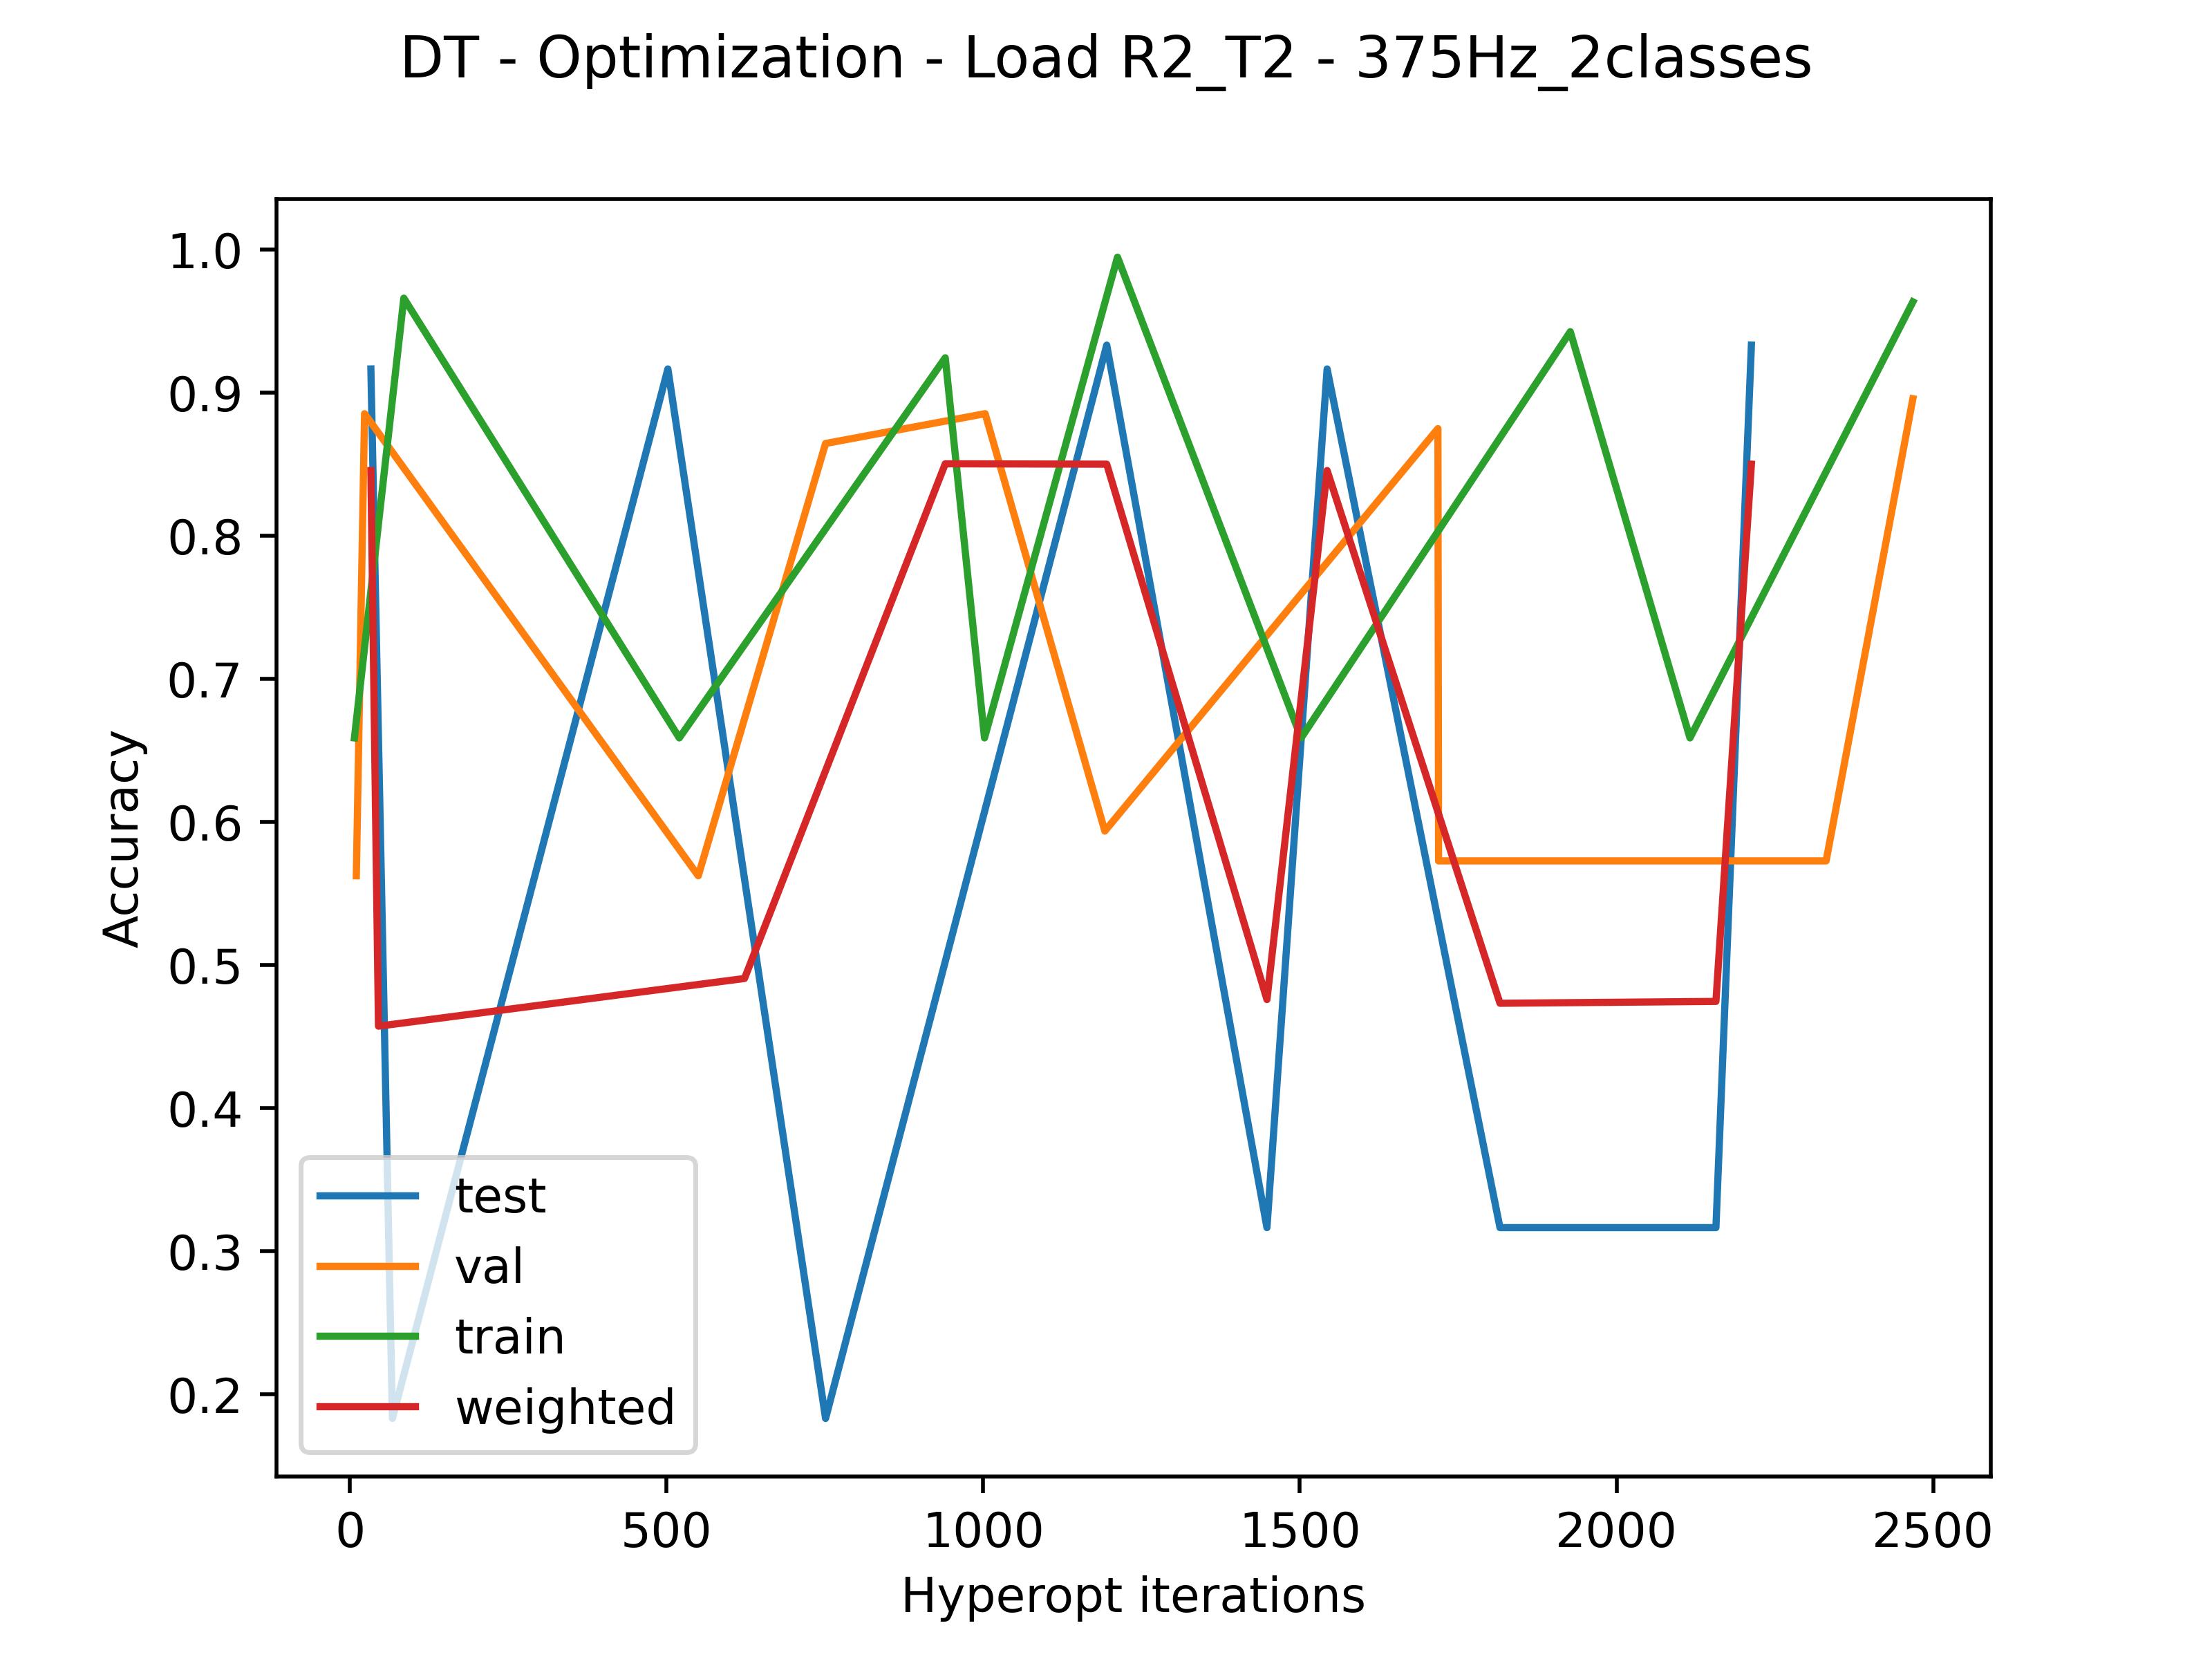 DT - Optimization - Load R2_T2 - 375Hz_2classes
1.0
0.9
0.8
0.7
0.6
0.5
0.4
0.3
0.2
Accuracy
test
val
train
weighted
0 500 1000 1500 2000 2500
Hyperopt iterations